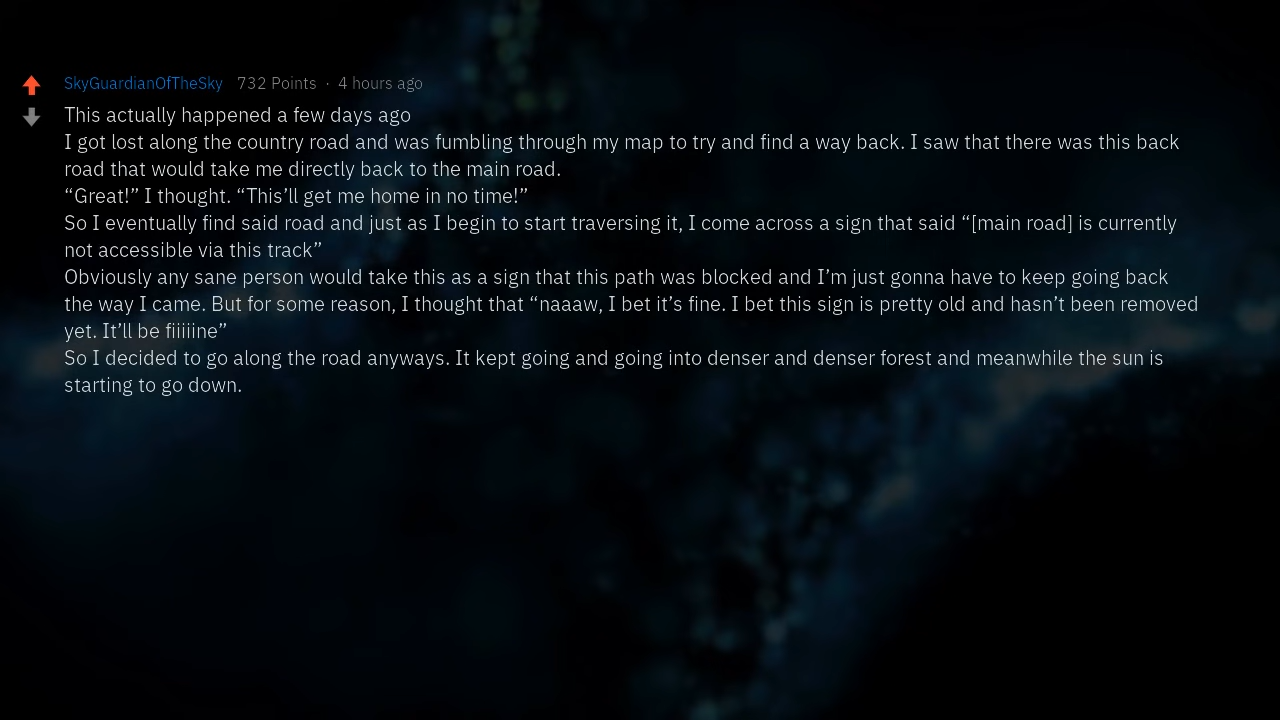 SkyGuardianOfTheSky 732 Points · 4 hours ago
This actually happened a few days ago
I got lost along the country road and was fumbling through my map to try and find a way back. I saw that there was this back
road that would take me directly back to the main road.
“Great!” I thought. “This’ll get me home in no time!”
So I eventually find said road and just as I begin to start traversing it, I come across a sign that said “[main road] is currently
not accessible via this track”
Obviously any sane person would take this as a sign that this path was blocked and I’m just gonna have to keep going back
the way I came. But for some reason, I thought that “naaaw, I bet it’s fine. I bet this sign is pretty old and hasn’t been removed
yet. It’ll be fiiiiine”
So I decided to go along the road anyways. It kept going and going into denser and denser forest and meanwhile the sun is
starting to go down.